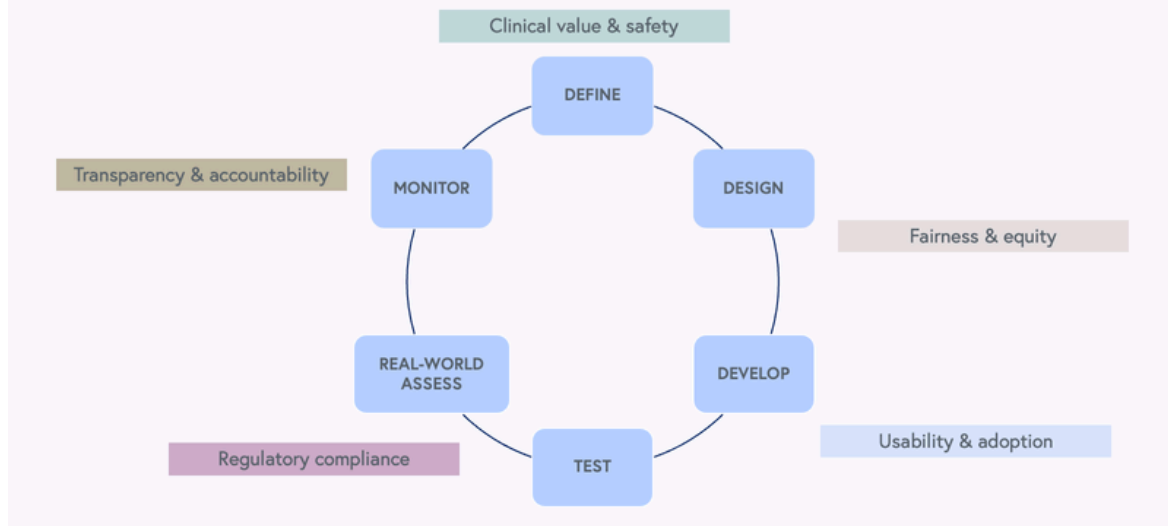 Clinical value & safety
DEFINE
Transparency & accountability
MONITOR
DESIGN
Fairness & equity
REAL-WORLD
ASSESS
DEVELOP
Usability & adoption
Regulatory compliance
TEST